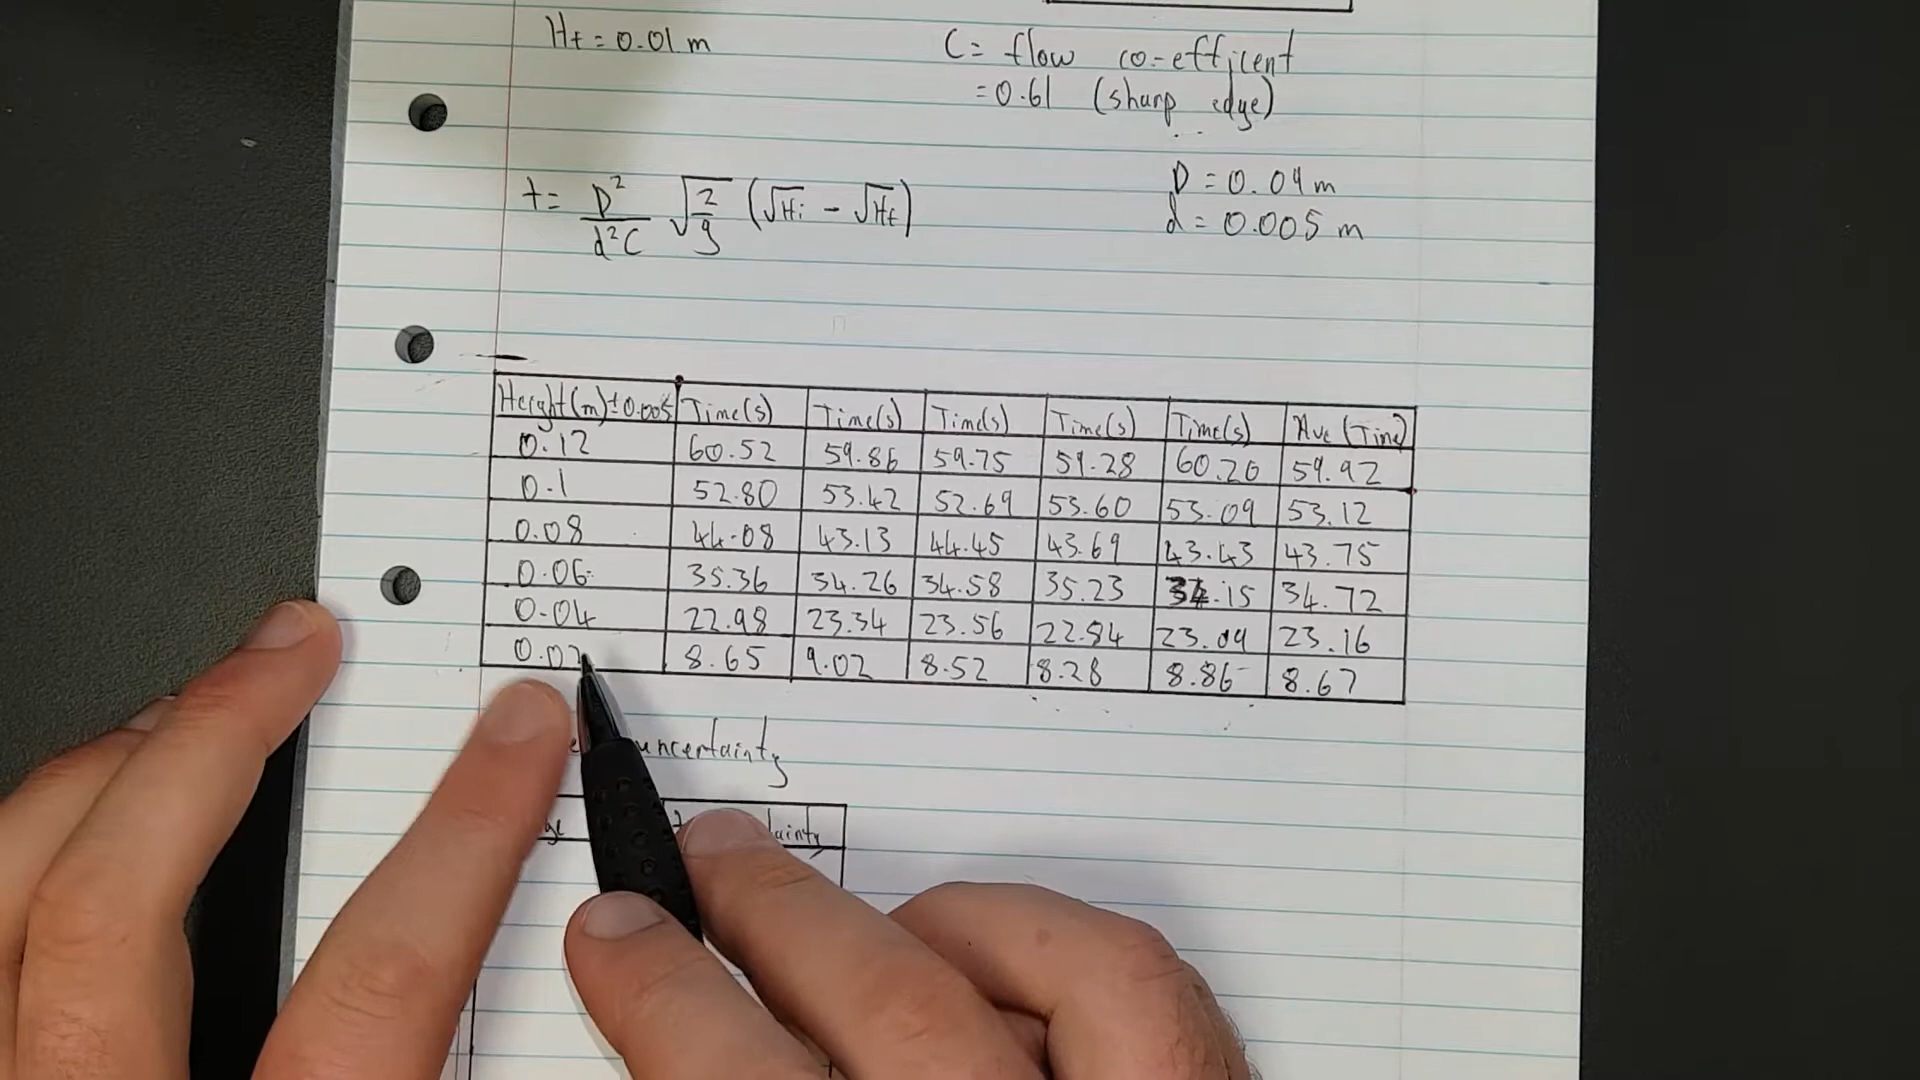 Hf = 0.01 m
C = flow co-efficent
= 0.61 (sharp edge)
D = 0.04 m
d = 0.005 m
t = D²/d²C √2/g (√Hi - √Hf)
Height(m)±0.005 Time(s) Time(s) Time(s) Time(s) Time(s) Ave (Time)
0.12 60.52 59.86 59.75 59.28 60.20 59.92
0.1 52.80 53.42 52.69 53.60 53.09 53.12
0.08 44.08 43.13 44.45 43.69 43.43 43.75
0.06 35.36 34.26 34.58 35.23 34.15 34.72
0.04 22.98 23.34 23.56 22.84 23.09 23.16
0.02 8.65 9.02 8.52 8.28 8.86 8.67
uncertainty